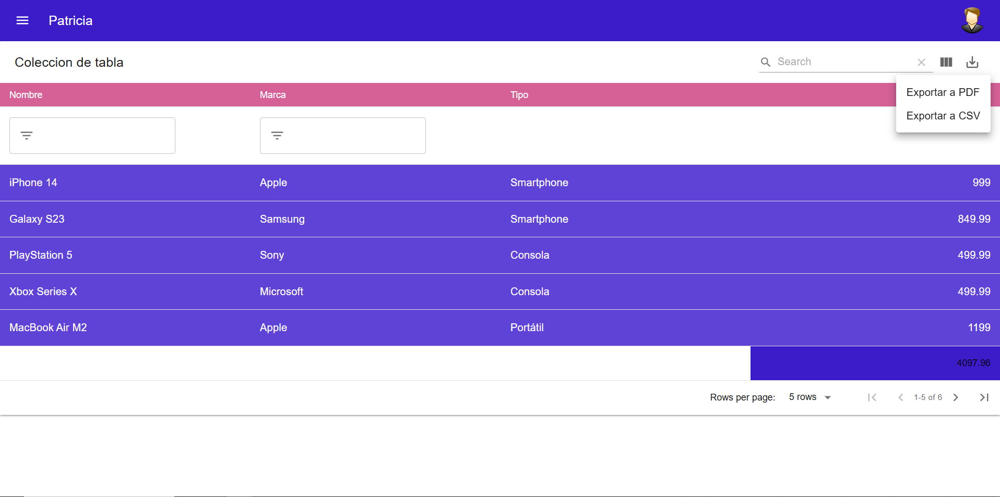 Patricia
Coleccion de tabla
Search
Exportar a PDF
Exportar a CSV
Nombre Marca Tipo
iPhone 14 Apple Smartphone 999
Galaxy S23 Samsung Smartphone 849.99
PlayStation 5 Sony Consola 499.99
Xbox Series X Microsoft Consola 499.99
MacBook Air M2 Apple Portátil 1199
4097.96
Rows per page: 5 rows 1-5 of 6